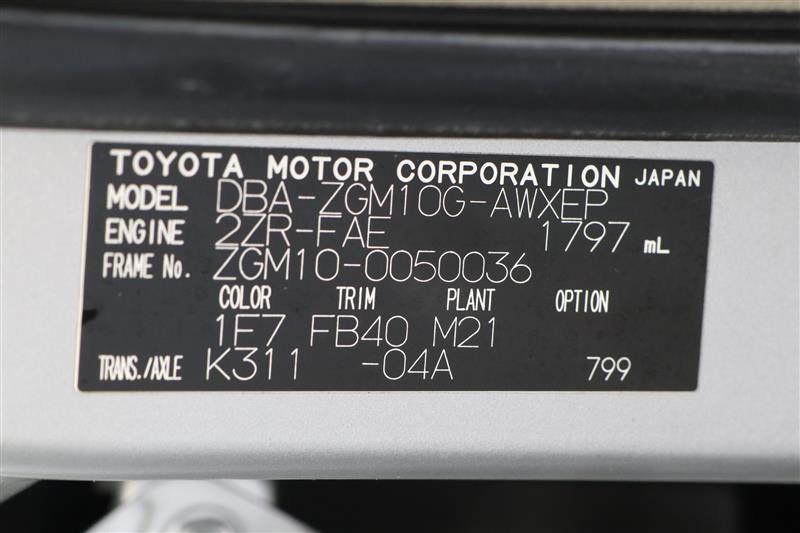 TOYOTA MOTOR CORPORATION JAPAN
MODEL DBA-ZGM10G-AWXEP
ENGINE 2ZR-FAE 1797 mL
FRAME No. ZGM10-0050036
COLOR TRIM PLANT OPTION
1F7 FB40 M21
TRANS./AXLE K311 -04A 799